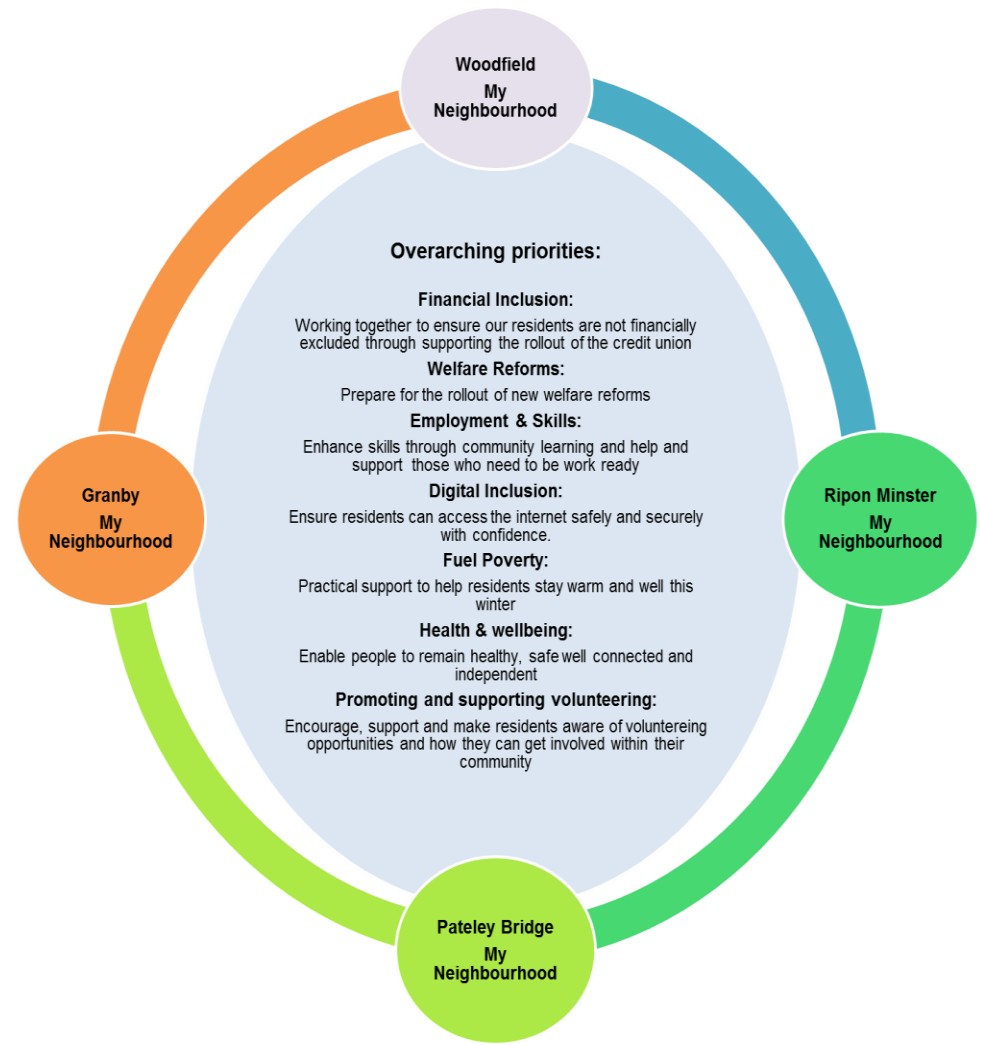 Woodfield
My
Neighbourhood
Overarching priorities:
Financial Inclusion:
Working together to ensure our residents are not financially
excluded through supporting the rollout of the credit union
Welfare Reforms:
Prepare for the rollout of new welfare reforms
Employment & Skills:
Enhance skills through community learning and help and
support those who need to be work ready
Digital Inclusion:
Ensure residents can access the internet safely and securely
with confidence.
Fuel Poverty:
Practical support to help residents stay warm and well this
winter
Health & wellbeing:
Enable people to remain healthy, safe well connected and
independent
Promoting and supporting volunteering:
Encourage, support and make residents aware of voluntereing
opportunities and how they can get involved within their
community
Granby
My
Neighbourhood
Ripon Minster
My
Neighbourhood
Pateley Bridge
My
Neighbourhood